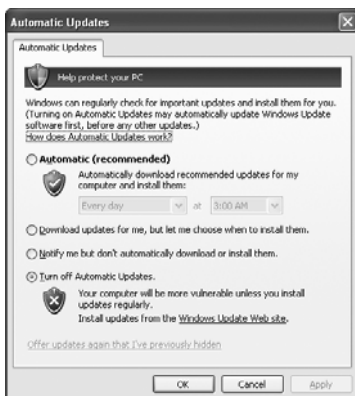 Automatic Updates
Automatic Updates
Help protect your PC
Windows can regularly check for important updates and install them for you.
(Turning on Automatic Updates may automatically update Windows Update
software first, before any other updates.)
How does Automatic Updates work?
Automatic (recommended)
Automatically download recommended updates for my
computer and install them:
Every day at 3:00 AM
Download updates for me, but let me choose when to install them.
Notify me but don't automatically download or install them.
Turn off Automatic Updates.
Your computer will be more vulnerable unless you install
updates regularly.
Install updates from the Windows Update Web site.
Offer updates again that I've previously hidden
OK Cancel Apply